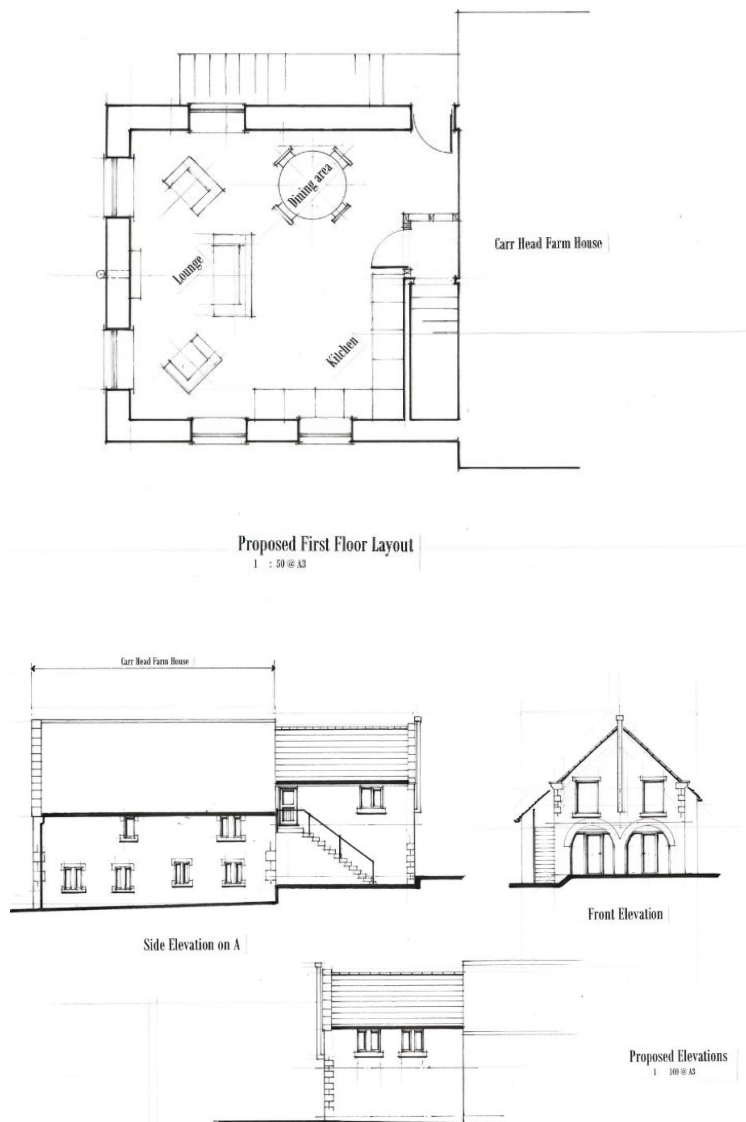 Dining area
Carr Head Farm House
Lounge
Kitchen
Proposed First Floor Layout
1 : 50 @ A3
Carr Head Farm House
Side Elevation on A
Front Elevation
Proposed Elevations
1 100 @ A3